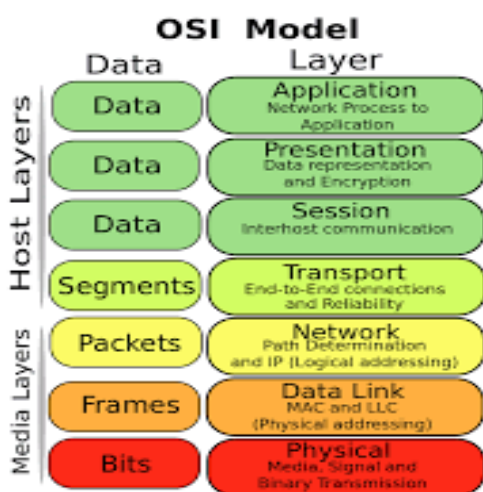 OSI Model
Data Layer
Host Layers
Data
Application
Network Process to
Application
Data
Presentation
Data representation
and Encryption
Data
Session
Interhost communication
Segments
Transport
End-to-End connections
and Reliability
Media Layers
Packets
Network
Path Determination
and IP (Logical addressing)
Frames
Data Link
MAC and LLC
(Physical addressing)
Bits
Physical
Media, Signal and
Binary Transmission